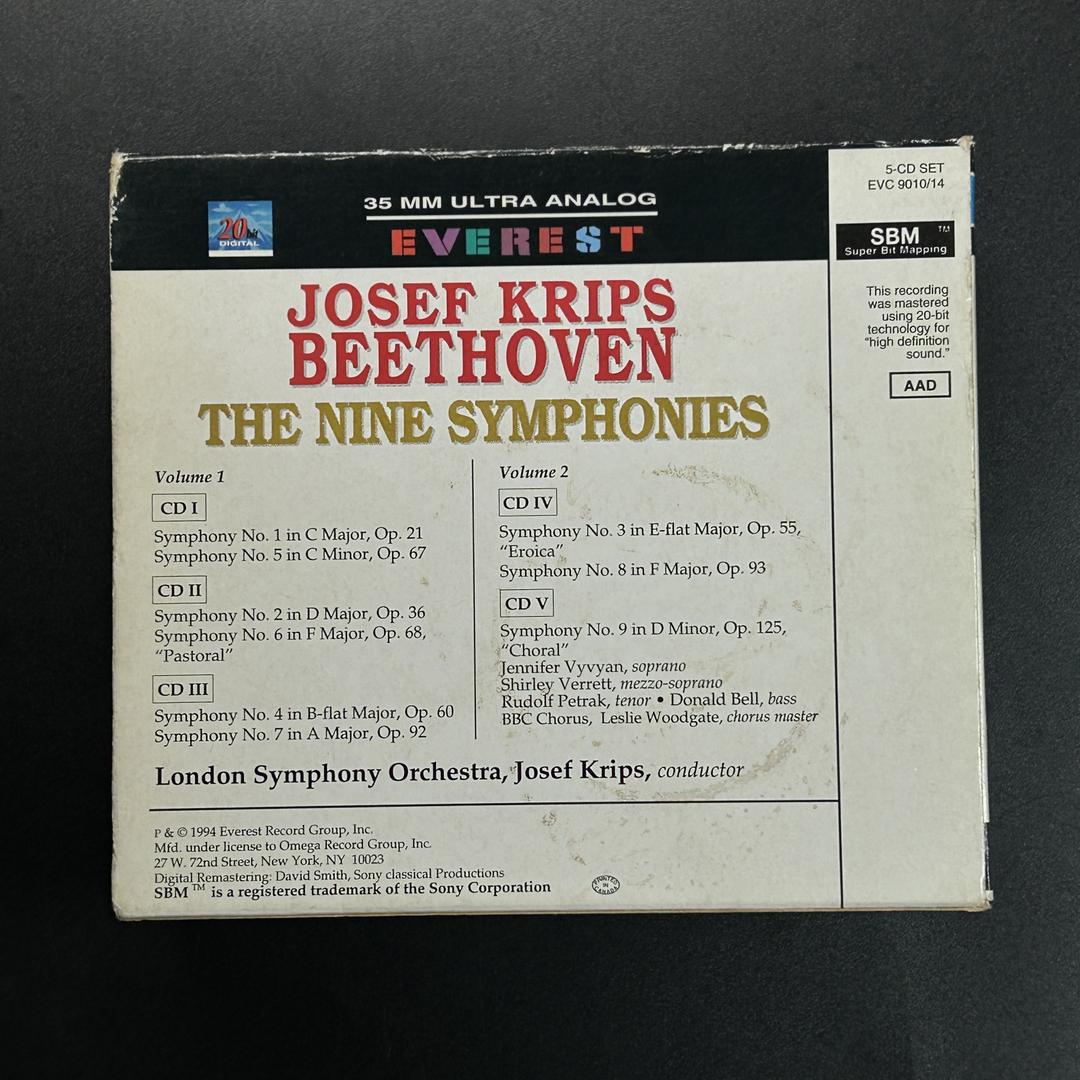 20 bit
DIGITAL
35 MM ULTRA ANALOG
EVEREST
5-CD SET
EVC 9010/14
SBM ™
Super Bit Mapping
This recording
was mastered
using 20-bit
technology for
“high definition
sound.”
AAD
JOSEF KRIPS
BEETHOVEN
THE NINE SYMPHONIES
Volume 1
CD I
Symphony No. 1 in C Major, Op. 21
Symphony No. 5 in C Minor, Op. 67
CD II
Symphony No. 2 in D Major, Op. 36
Symphony No. 6 in F Major, Op. 68,
“Pastoral”
CD III
Symphony No. 4 in B-flat Major, Op. 60
Symphony No. 7 in A Major, Op. 92
Volume 2
CD IV
Symphony No. 3 in E-flat Major, Op. 55,
“Eroica”
Symphony No. 8 in F Major, Op. 93
CD V
Symphony No. 9 in D Minor, Op. 125,
“Choral”
Jennifer Vyvyan, soprano
Shirley Verrett, mezzo-soprano
Rudolf Petrak, tenor • Donald Bell, bass
BBC Chorus, Leslie Woodgate, chorus master
London Symphony Orchestra, Josef Krips, conductor
P & © 1994 Everest Record Group, Inc.
Mfd. under license to Omega Record Group, Inc.
27 W. 72nd Street, New York, NY 10023
Digital Remastering: David Smith, Sony classical Productions
SBM ™ is a registered trademark of the Sony Corporation
PRINTED
IN
CANADA